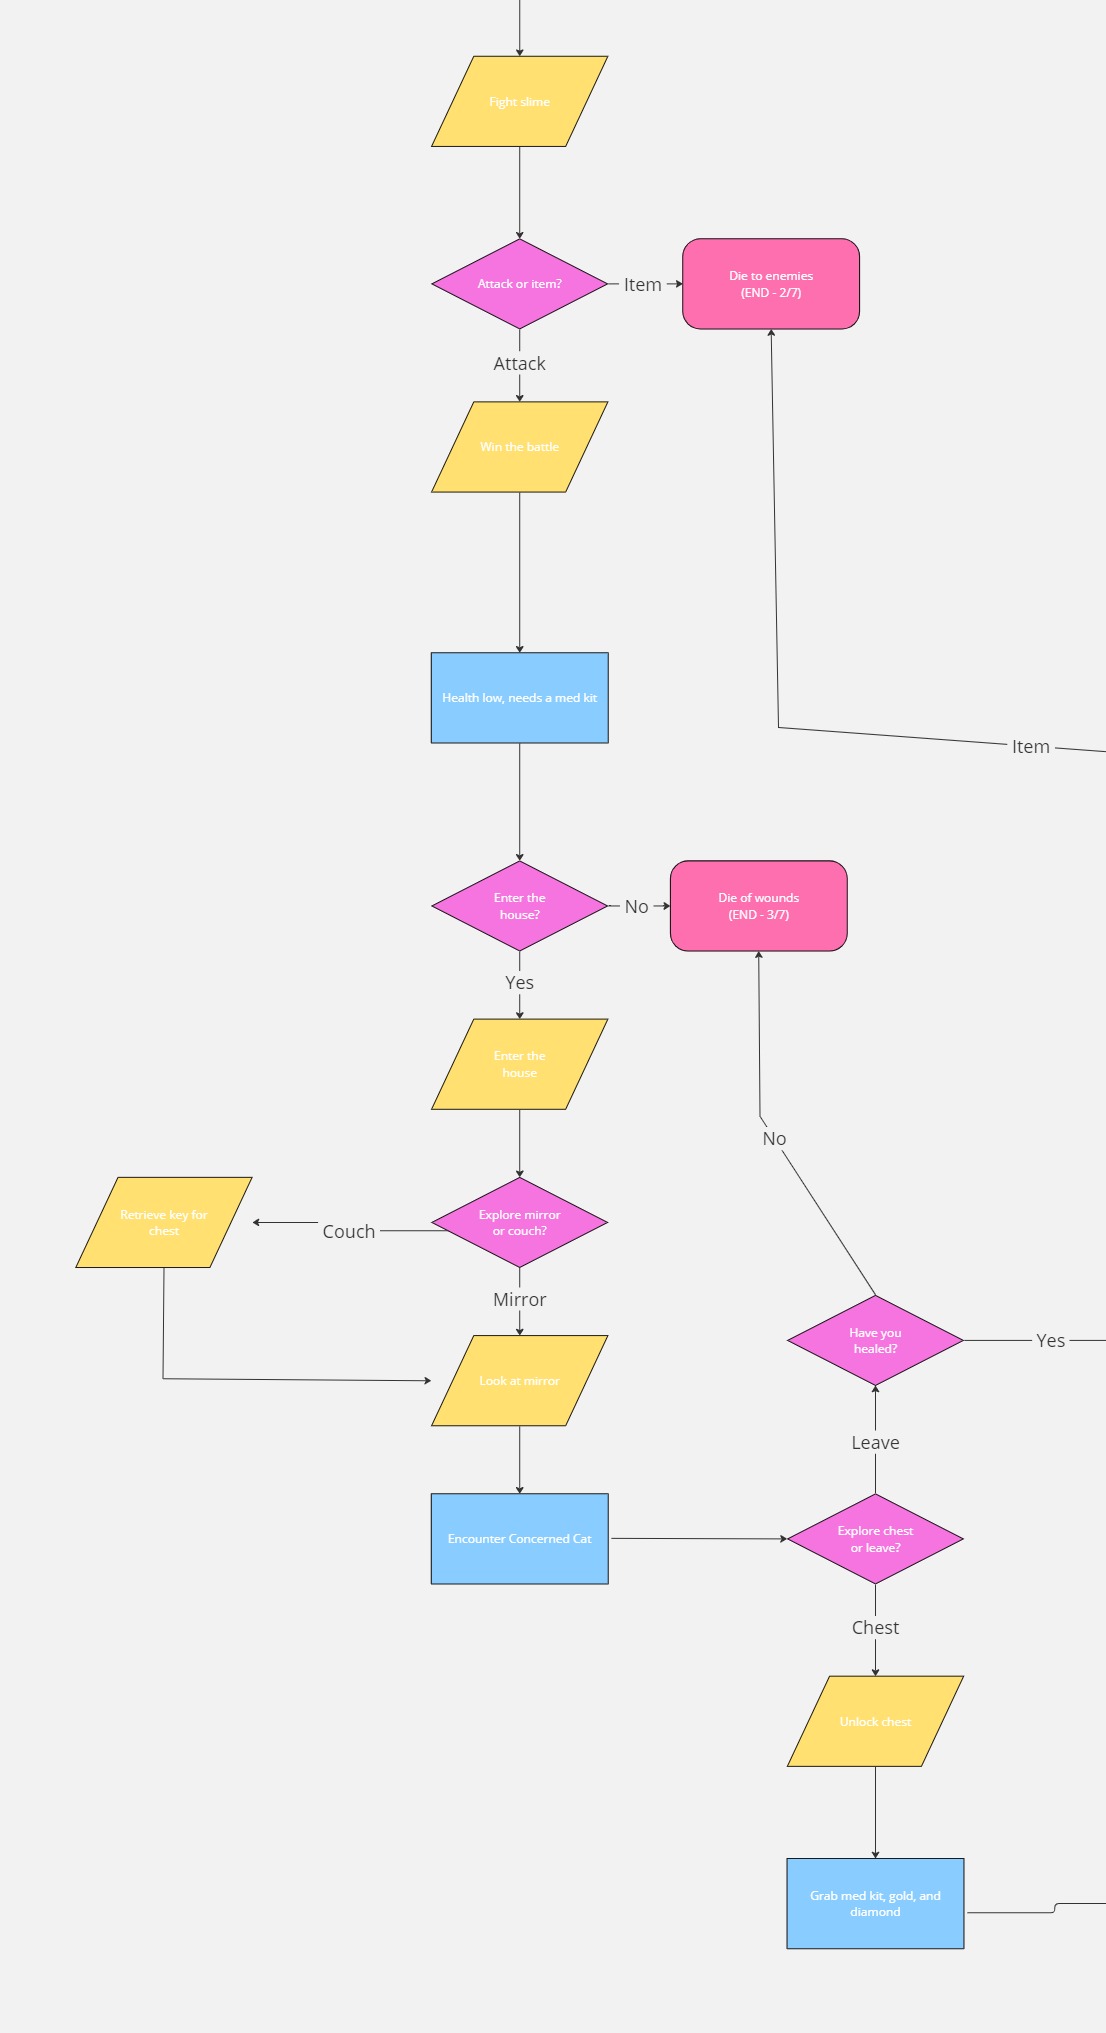 Fight slime
Attack or item?
Item
Die to enemies
(END - 2/7)
Attack
Win the battle
Health low, needs a med kit
Item
Enter the
house?
No
Die of wounds
(END - 3/7)
Yes
Enter the
house
No
Retrieve key for
chest
Couch
Explore mirror
or couch?
Mirror
Have you
healed?
Yes
Look at mirror
Leave
Encounter Concerned Cat
Explore chest
or leave?
Chest
Unlock chest
Grab med kit, gold, and
diamond